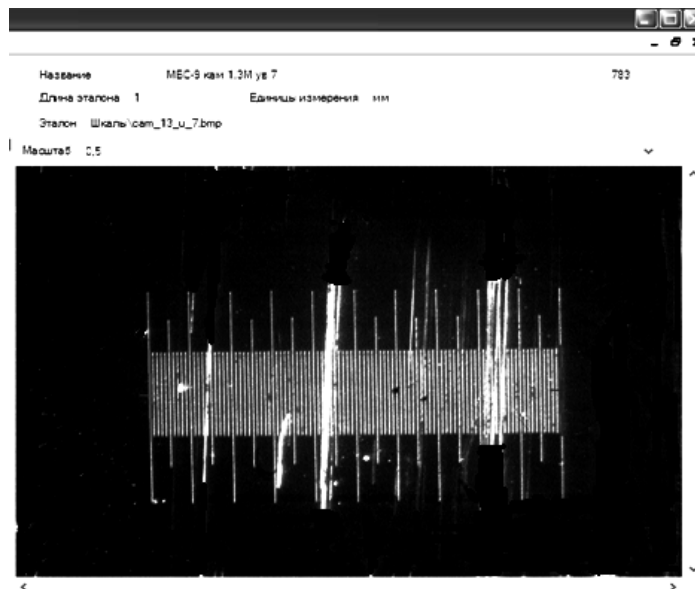 Название МБС-9 кам 1.3М ув 7 783
Длина эталона 1 Единицы измерения мм
Эталон Шкалы\cam_13_u_7.bmp
Масштаб 0,5